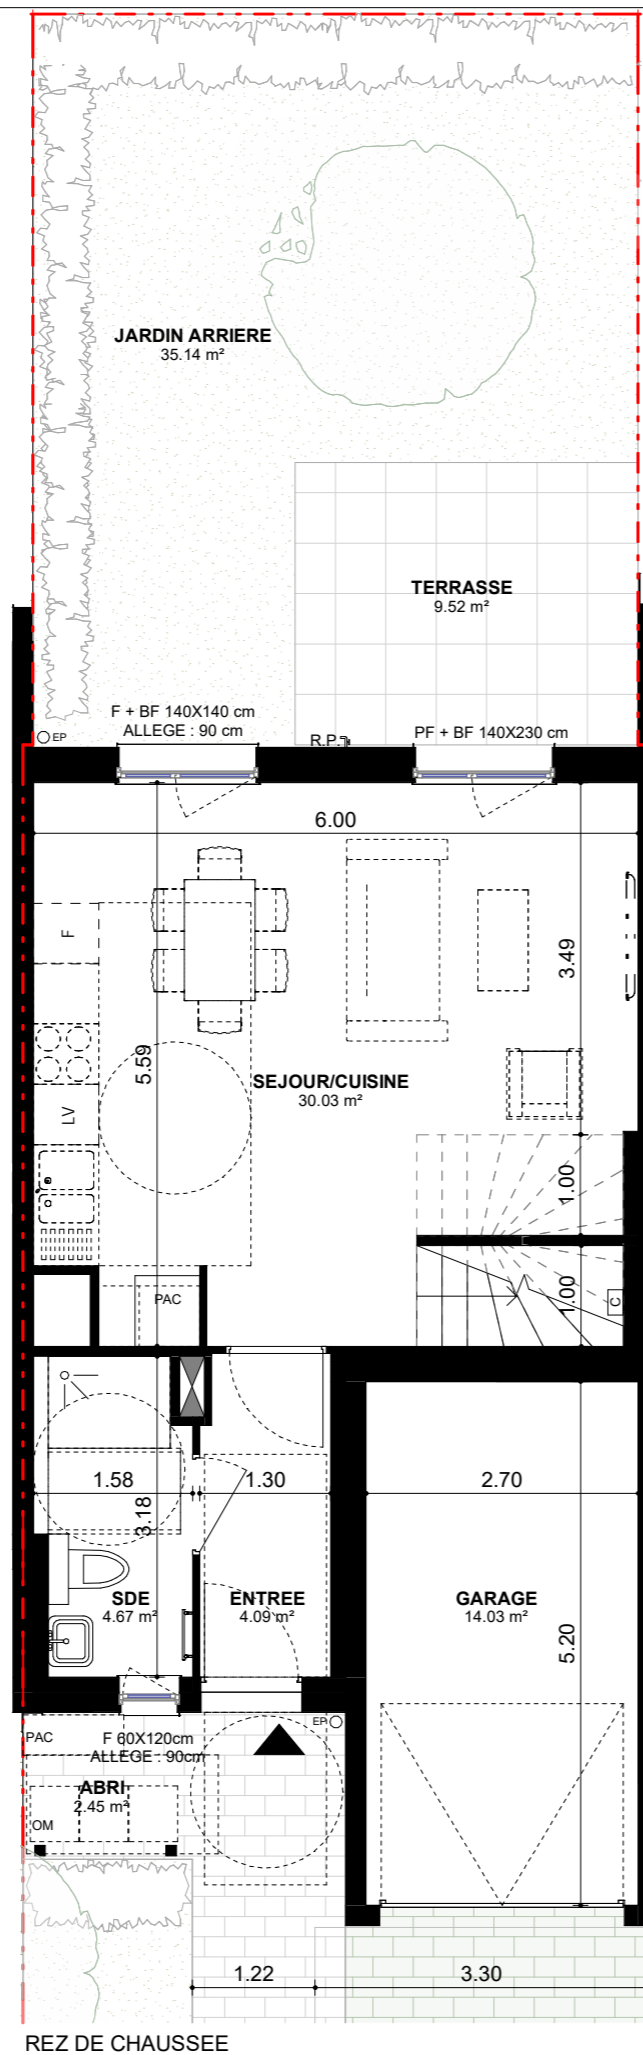 JARDIN ARRIERE
35.14 m²
TERRASSE
9.52 m²
F + BF 140X140 cm
ALLEGE : 90 cm
EP
R.P.
PF + BF 140X230 cm
6.00
F
3.49
5.59
SEJOUR/CUISINE
30.03 m²
LV
1.00
PAC
1.00
C
1.58
1.30
2.70
3.18
SDE
4.67 m²
ENTREE
4.09 m²
GARAGE
14.03 m²
5.20
EP
PAC
F 60X120cm
ALLEGE : 90cm
ABRI
2.45 m²
OM
1.22
3.30
REZ DE CHAUSSEE